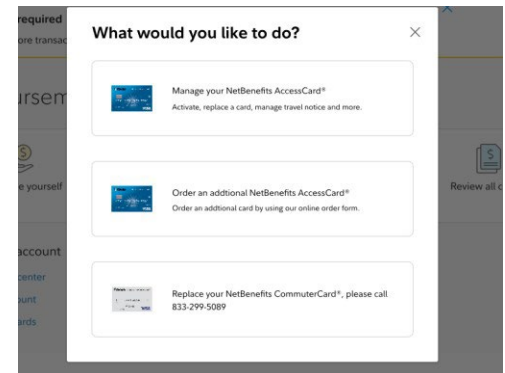 required
ore transac
What would you like to do?
ursem
Manage your NetBenefits AccessCard®
Activate, replace a card, manage travel notice and more.
e yourself
Review all c
Order an addtional NetBenefits AccessCard®
Order an addtional card by using our online order form.
account
center
ount
ards
Replace your NetBenefits CommuterCard®, please call
833-299-5089